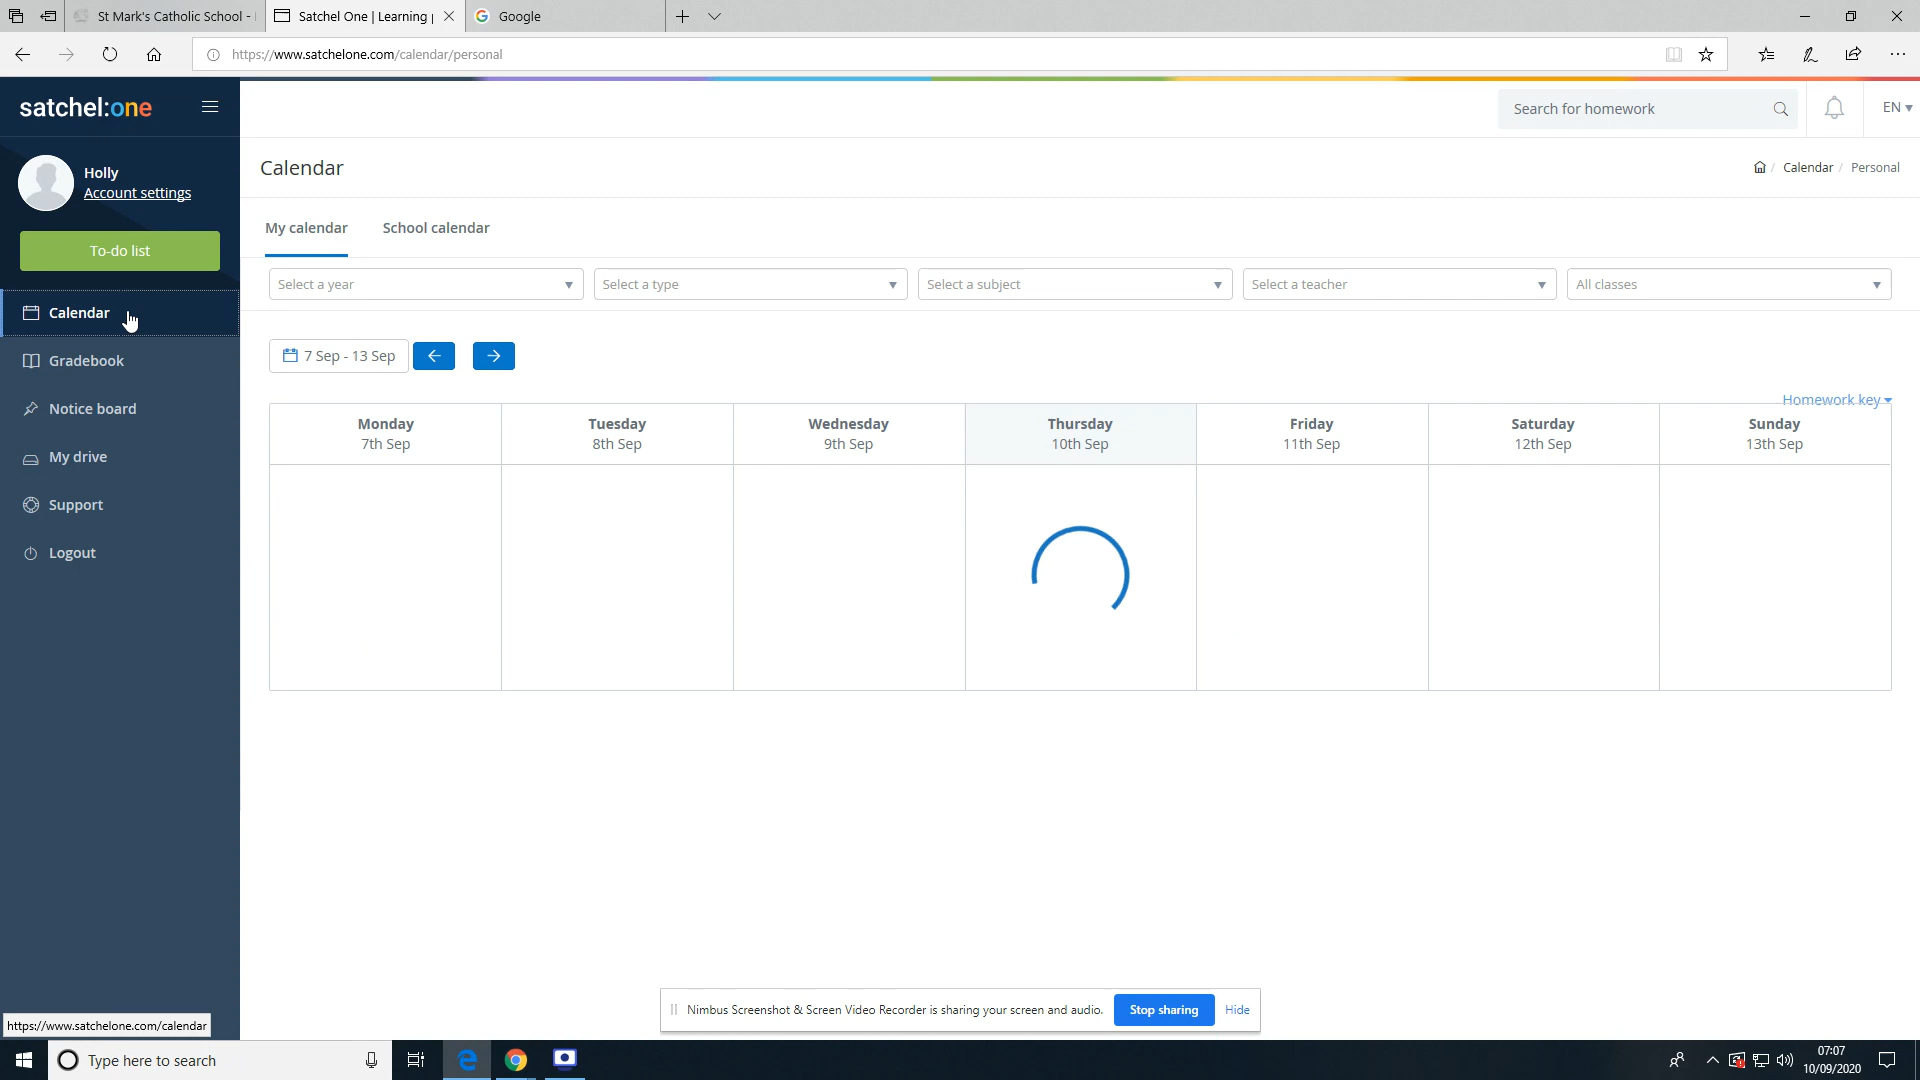 St Mark's Catholic School -
Satchel One | Learning
Google
https://www.satchelone.com/calendar/personal
satchel:one
Search for homework
EN
Holly
Account settings
Calendar
Calendar / Personal
My calendar
School calendar
To-do list
Select a year
Select a type
Select a subject
Select a teacher
All classes
Calendar
Gradebook
Notice board
My drive
Support
Logout
7 Sep - 13 Sep
Homework key
Monday
7th Sep
Tuesday
8th Sep
Wednesday
9th Sep
Thursday
10th Sep
Friday
11th Sep
Saturday
12th Sep
Sunday
13th Sep
Nimbus Screenshot & Screen Video Recorder is sharing your screen and audio.
Stop sharing
Hide
https://www.satchelone.com/calendar
Type here to search
07:07
10/09/2020